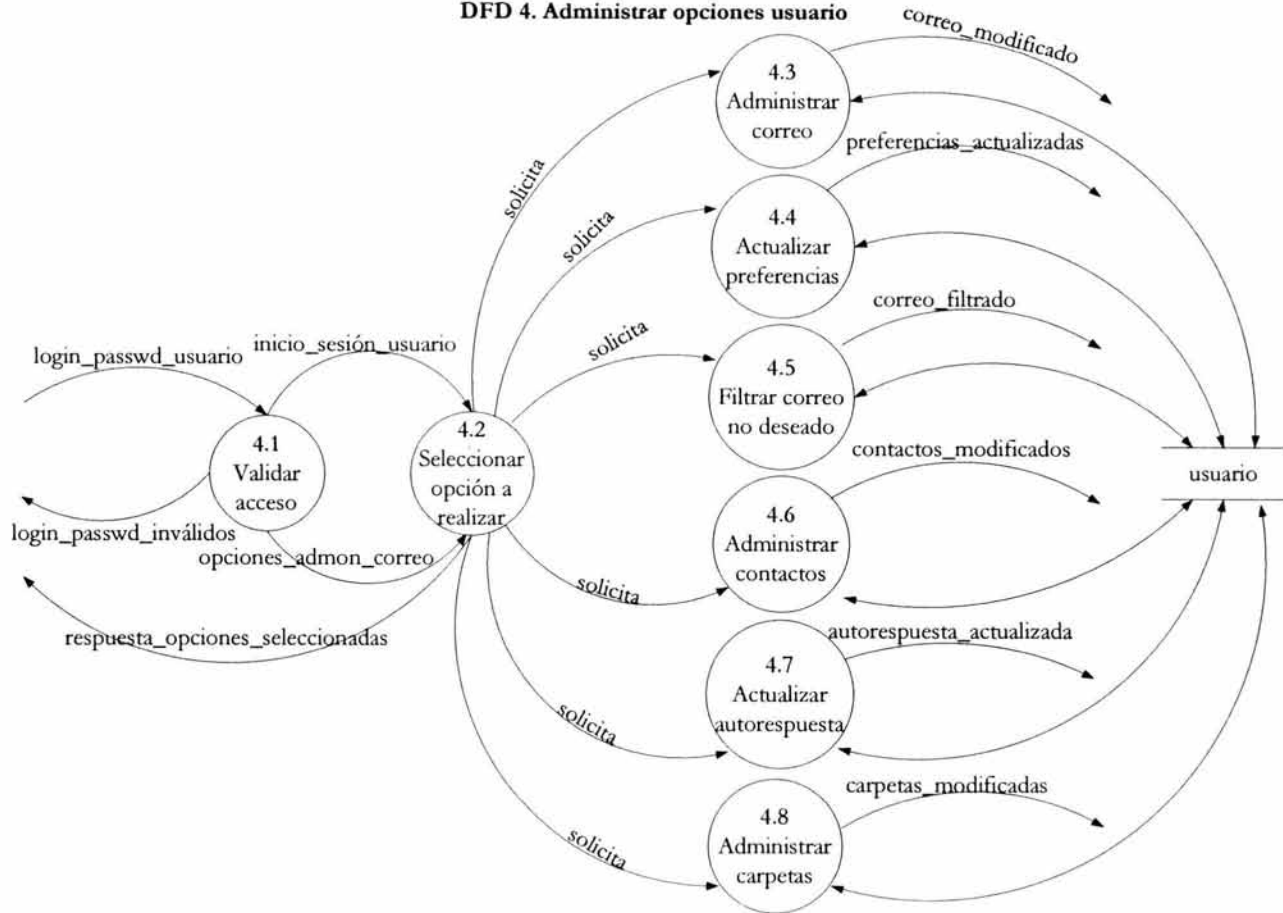 DFD 4. Administrar opciones usuario
correo_modificado
4.3
Administrar
correo
preferencias_actualizadas
solicita
4.4
Actualizar
preferencias
solicita
correo_filtrado
solicita
4.5
Filtrar correo
no deseado
login_passwd_usuario
inicio_sesión_usuario
4.1
Validar
acceso
4.2
Seleccionar
opción a
realizar
contactos_modificados
usuario
login_passwd_inválidos
opciones_admon_correo
4.6
Administrar
contactos
solicita
respuesta_opciones_seleccionadas
autorespuesta_actualizada
4.7
Actualizar
autorespuesta
solicita
carpetas_modificadas
4.8
Administrar
carpetas
solicita